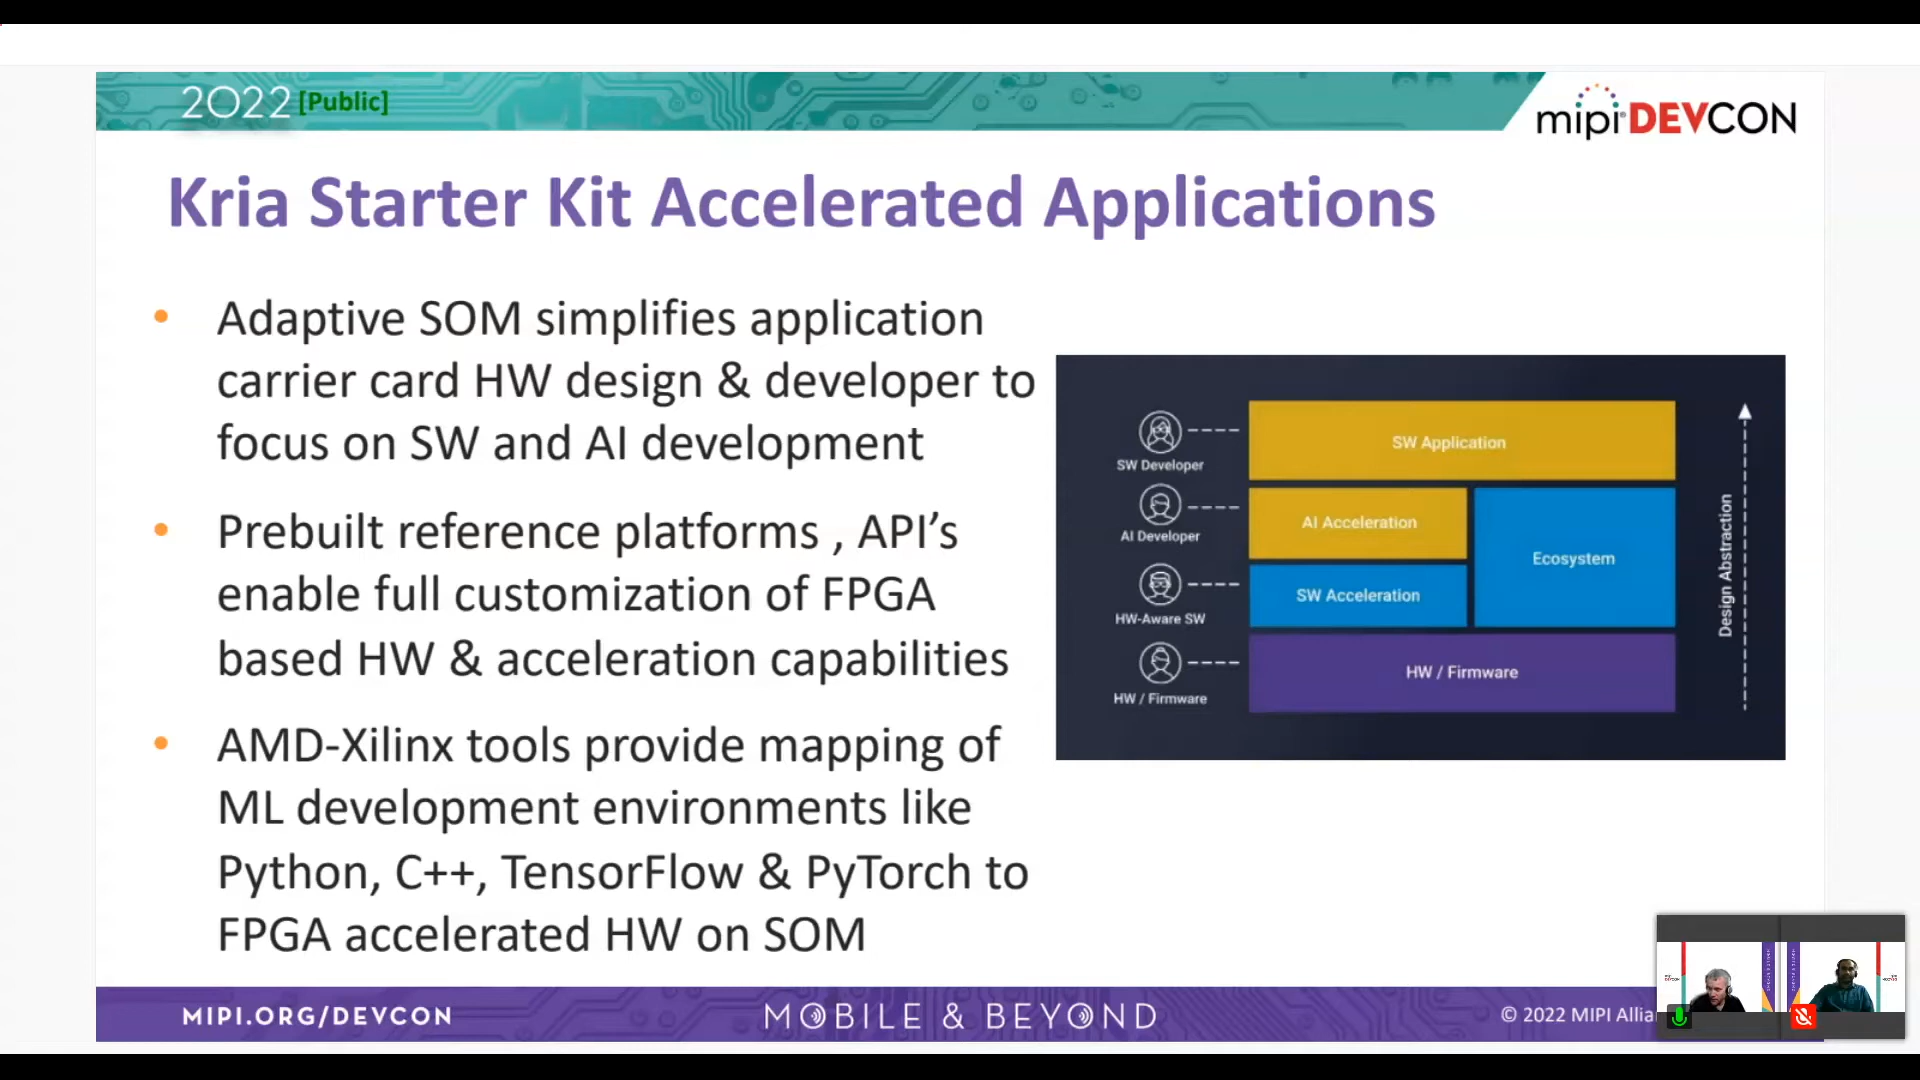 2022 [Public]
mipi® DEVCON
Kria Starter Kit Accelerated Applications
• Adaptive SOM simplifies application
carrier card HW design & developer to
focus on SW and AI development
• Prebuilt reference platforms , API’s
enable full customization of FPGA
based HW & acceleration capabilities
• AMD-Xilinx tools provide mapping of
ML development environments like
Python, C++, TensorFlow & PyTorch to
FPGA accelerated HW on SOM
SW Developer
AI Developer
HW-Aware SW
HW / Firmware
SW Application
AI Acceleration
SW Acceleration
Ecosystem
HW / Firmware
Design Abstraction
MIPI.ORG/DEVCON
MOBILE & BEYOND
© 2022 MIPI Allia